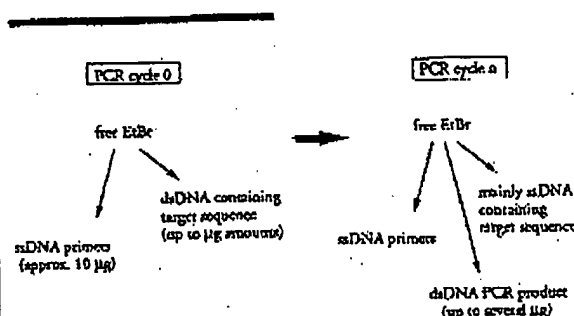 PCR cycle 0
free EtBr
dsDNA containing
target sequence
(up to µg amounts)
ssDNA primers
(approx. 10 µg)
PCR cycle n
free EtBr
mainly ssDNA
containing
target sequence
ssDNA primers
dsDNA PCR product
(up to several µg)